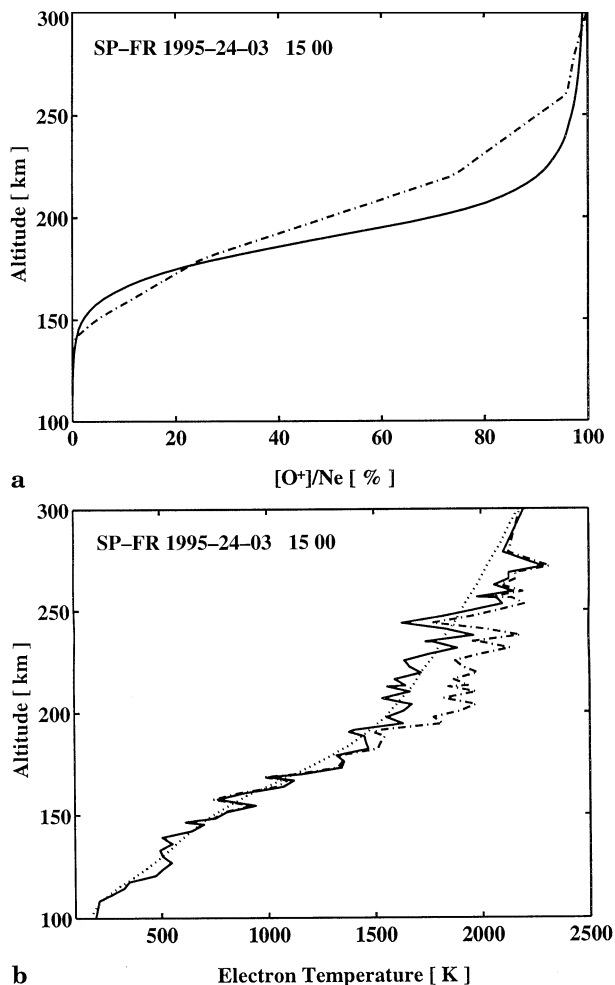 300
SP–FR 1995–24–03 15 00
250
200
150
100
Altitude [ km ]
0 20 40 60 80 100
[O⁺]/Ne [ % ]
a
300
SP–FR 1995–24–03 15 00
250
200
150
100
Altitude [ km ]
500 1000 1500 2000 2500
Electron Temperature [ K ]
b